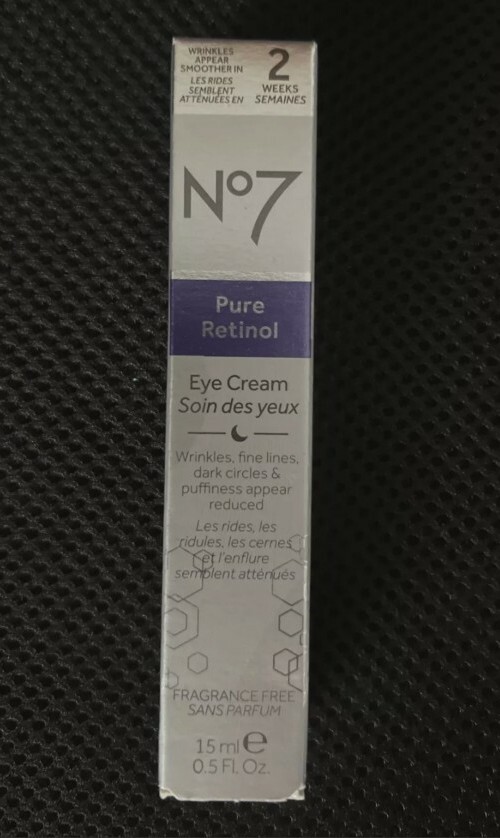 WRINKLES
APPEAR
SMOOTHER IN
LES RIDES
SEMBLENT
ATTÉNUÉES EN
2
WEEKS
SEMAINES
No7
Pure
Retinol
Eye Cream
Soin des yeux
Wrinkles, fine lines,
dark circles &
puffiness appear
reduced
Les rides, les
ridules, les cernes
et l'enflure
semblent atténués
FRAGRANCE FREE
SANS PARFUM
15 ml e
0.5 Fl. Oz.